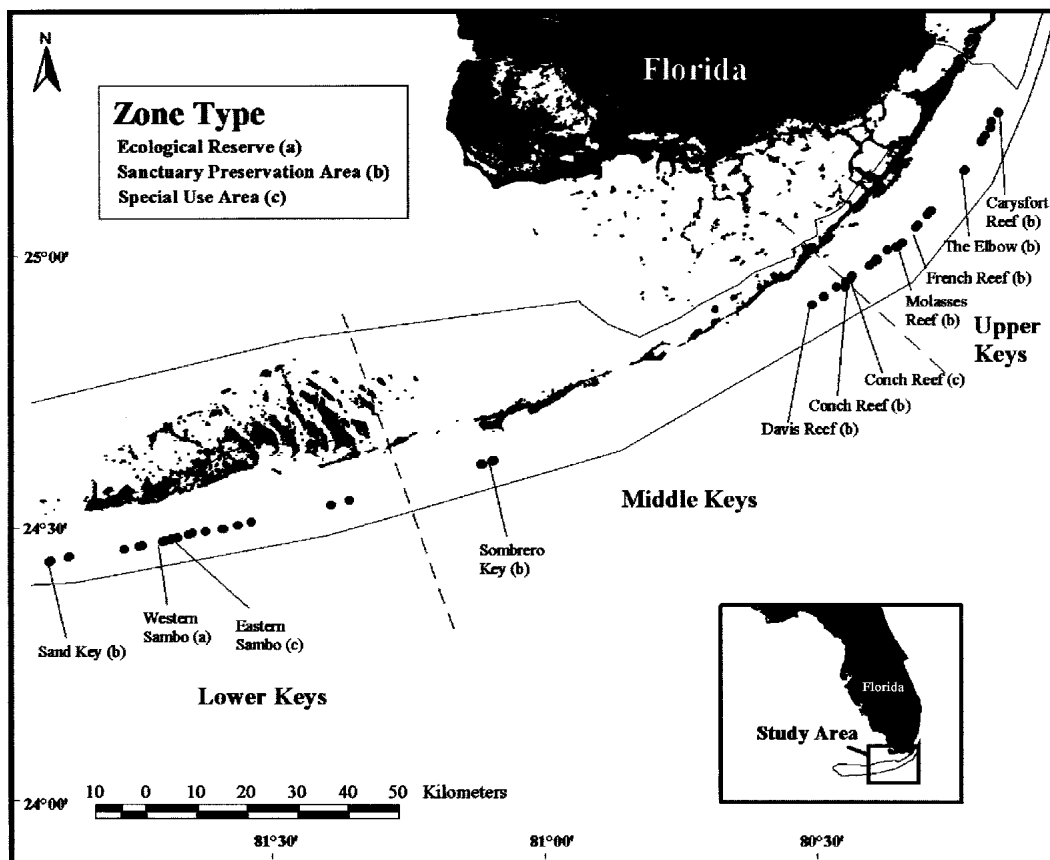 N
Florida
Zone Type
Ecological Reserve (a)
Sanctuary Preservation Area (b)
Special Use Area (c)
Carysfort
Reef (b)
The Elbow (b)
25°00'
French Reef (b)
Molasses
Reef (b)
Upper
Keys
Conch Reef (c)
Conch Reef (b)
Davis Reef (b)
Middle Keys
24°30'
Sombrero
Key (b)
Western
Sambo (a)
Eastern
Sambo (c)
Sand Key (b)
Lower Keys
Florida
Study Area
10 0 10 20 30 40 50 Kilometers
24°00'
81°30' 81°00' 80°30'